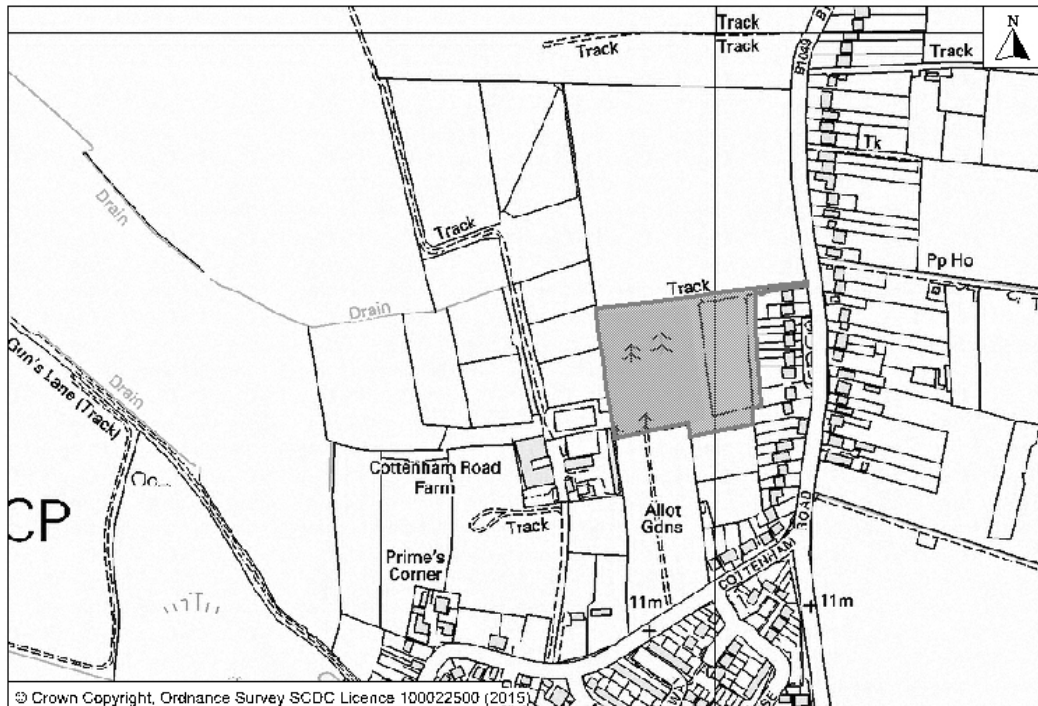 Track
Track
Track
N
B1049
Track
Tk
Drain
Track
Pp Ho
Track
Drain
Gun's Lane (Track)
Drain
Cottenham Road
Farm
CP
Track
Allot
Gdns
Prime's
Corner
COTTENHAM ROAD
11m
11m
© Crown Copyright, Ordnance Survey SCDC Licence 100022500 (2015)